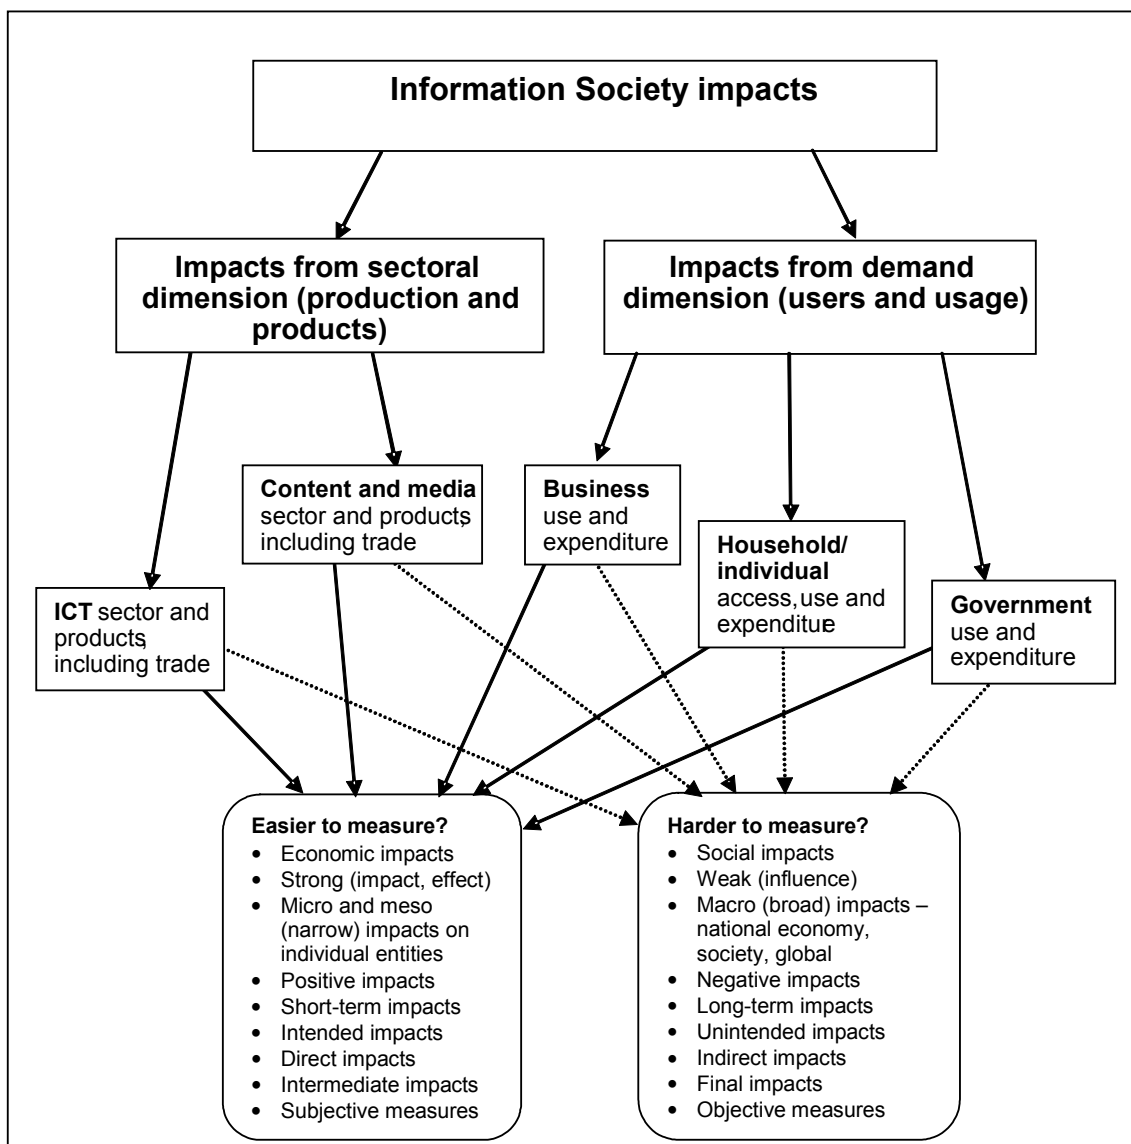 Information Society impacts
Impacts from sectoral
dimension (production and
products)
Impacts from demand
dimension (users and usage)
Content and media
sector and products,
including trade
Business
use and
expenditure
Household/
individual
access, use and
expenditure
ICT sector and
products,
including trade
Government
use and
expenditure
Easier to measure?
• Economic impacts
• Strong (impact, effect)
• Micro and meso
(narrow) impacts on
individual entities
• Positive impacts
• Short-term impacts
• Intended impacts
• Direct impacts
• Intermediate impacts
• Subjective measures
Harder to measure?
• Social impacts
• Weak (influence)
• Macro (broad) impacts –
national economy,
society, global
• Negative impacts
• Long-term impacts
• Unintended impacts
• Indirect impacts
• Final impacts
• Objective measures